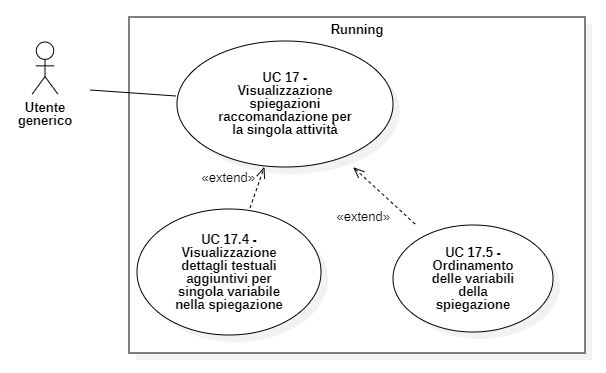 Running
UC 17 -
Visualizzazione
spiegazioni
raccomandazione per
la singola attività
Utente
generico
«extend»
«extend»
UC 17.4 -
Visualizzazione
dettagli testuali
aggiuntivi per
singola variabile
nella spiegazione
UC 17.5 -
Ordinamento
delle variabili
della
spiegazione